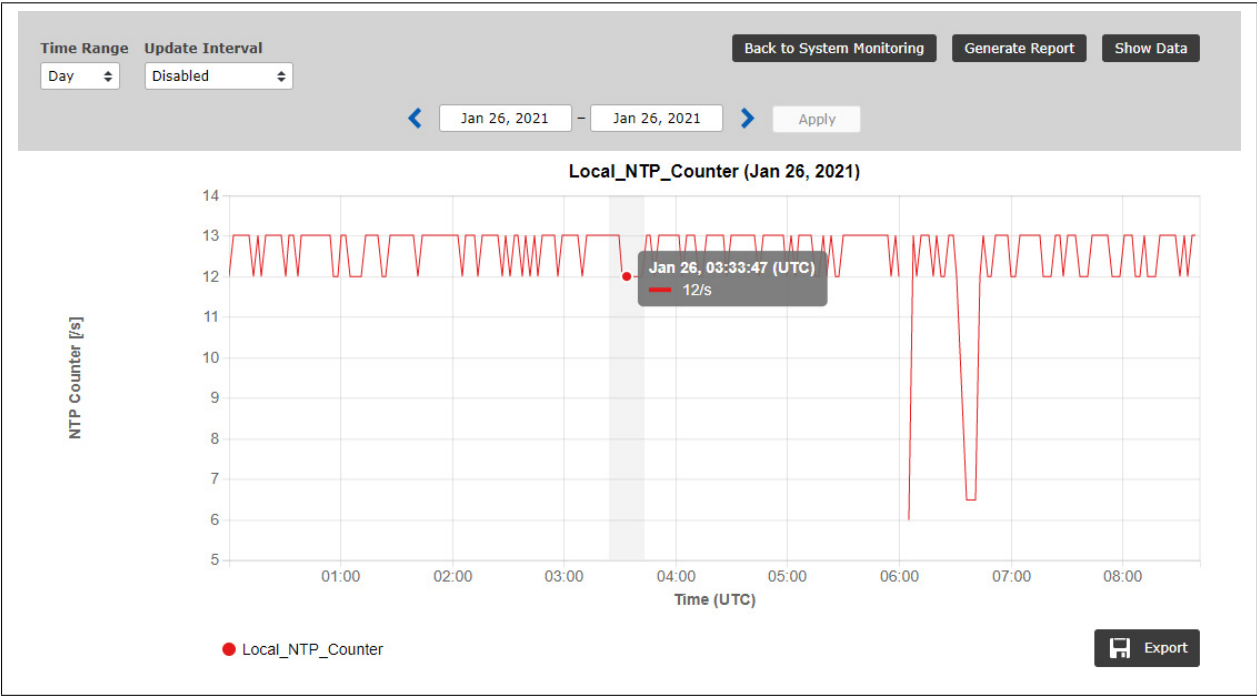 Time Range Update Interval
Day Disabled
Back to System Monitoring Generate Report Show Data
Jan 26, 2021 – Jan 26, 2021 Apply
Local_NTP_Counter (Jan 26, 2021)
14
13
12
11
10
9
8
7
6
5
NTP Counter [/s]
Jan 26, 03:33:47 (UTC)
12/s
01:00 02:00 03:00 04:00 05:00 06:00 07:00 08:00
Time (UTC)
Local_NTP_Counter
Export